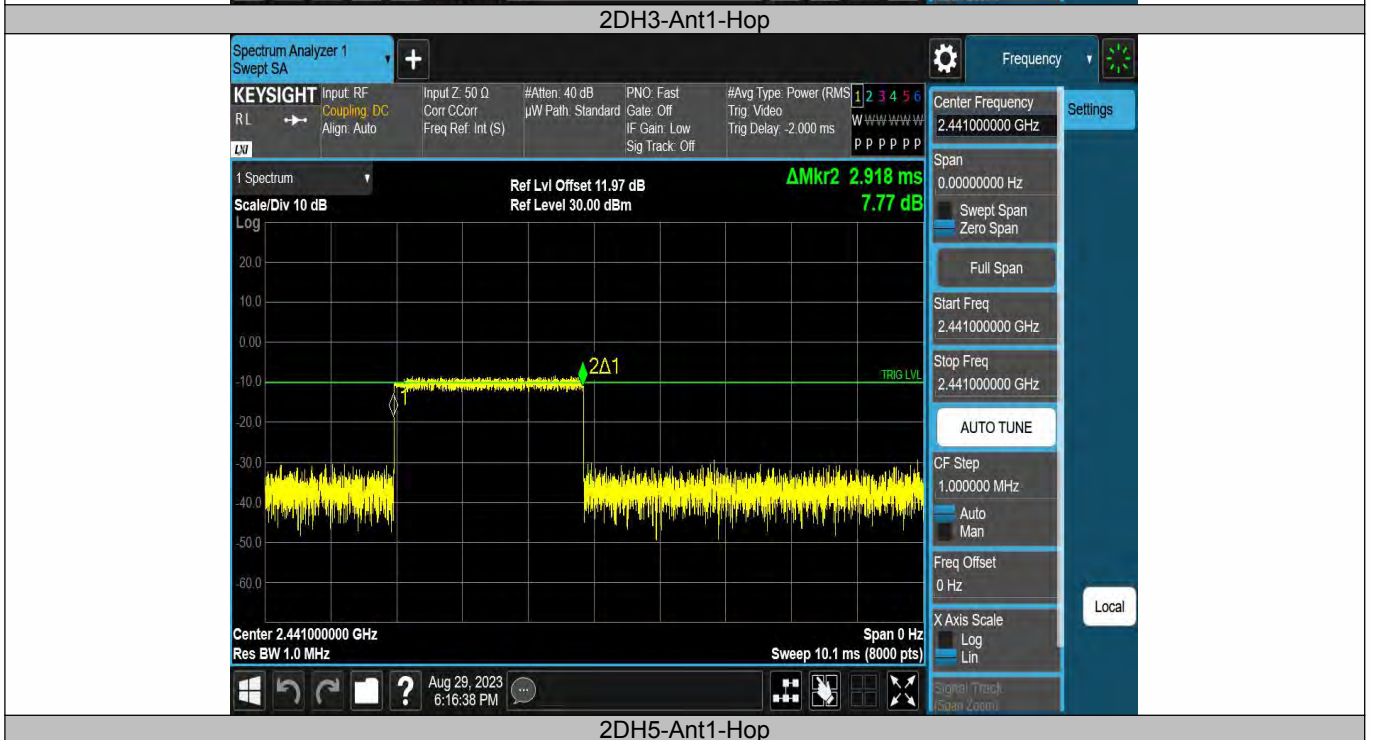 2DH3-Ant1-Hop
Spectrum Analyzer 1
Swept SA
+
Frequency
KEYSIGHT
RL
LXI
Input: RF
Coupling: DC
Align: Auto
Input Z: 50 Ω
Corr CCorr
Freq Ref: Int (S)
#Atten: 40 dB
µW Path: Standard
PNO: Fast
Gate: Off
IF Gain: Low
Sig Track: Off
#Avg Type: Power (RMS
Trig: Video
Trig Delay: -2.000 ms
1 2 3 4 5 6
W W W W W W
P P P P P P
1 Spectrum
Scale/Div 10 dB
Log
Ref Lvl Offset 11.97 dB
Ref Level 30.00 dBm
ΔMkr2 2.918 ms
7.77 dB
20.0
10.0
0.00
-10.0
-20.0
-30.0
-40.0
-50.0
-60.0
2Δ1
1
TRIG LVL
Center 2.441000000 GHz
Res BW 1.0 MHz
Span 0 Hz
Sweep 10.1 ms (8000 pts)
Center Frequency
2.441000000 GHz
Settings
Span
0.00000000 Hz
Swept Span
Zero Span
Full Span
Start Freq
2.441000000 GHz
Stop Freq
2.441000000 GHz
AUTO TUNE
CF Step
1.000000 MHz
Auto
Man
Freq Offset
0 Hz
X Axis Scale
Log
Lin
Signal Track
(Span Zoom)
Local
?
Aug 29, 2023
6:16:38 PM
2DH5-Ant1-Hop